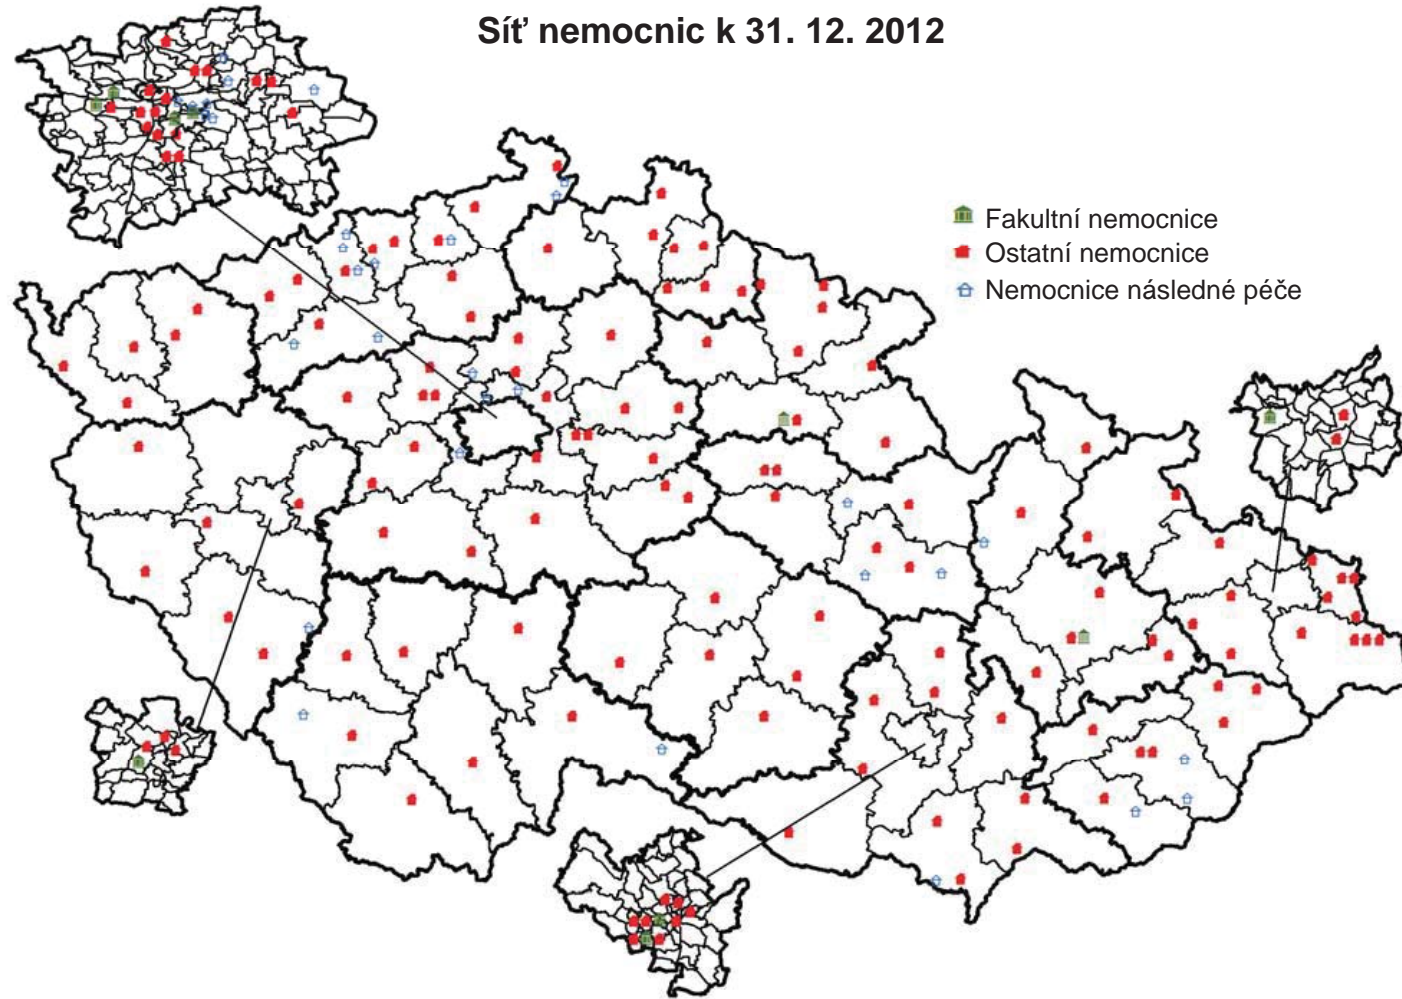 Síť nemocnic k 31. 12. 2012
Fakultní nemocnice
Ostatní nemocnice
Nemocnice následné péče